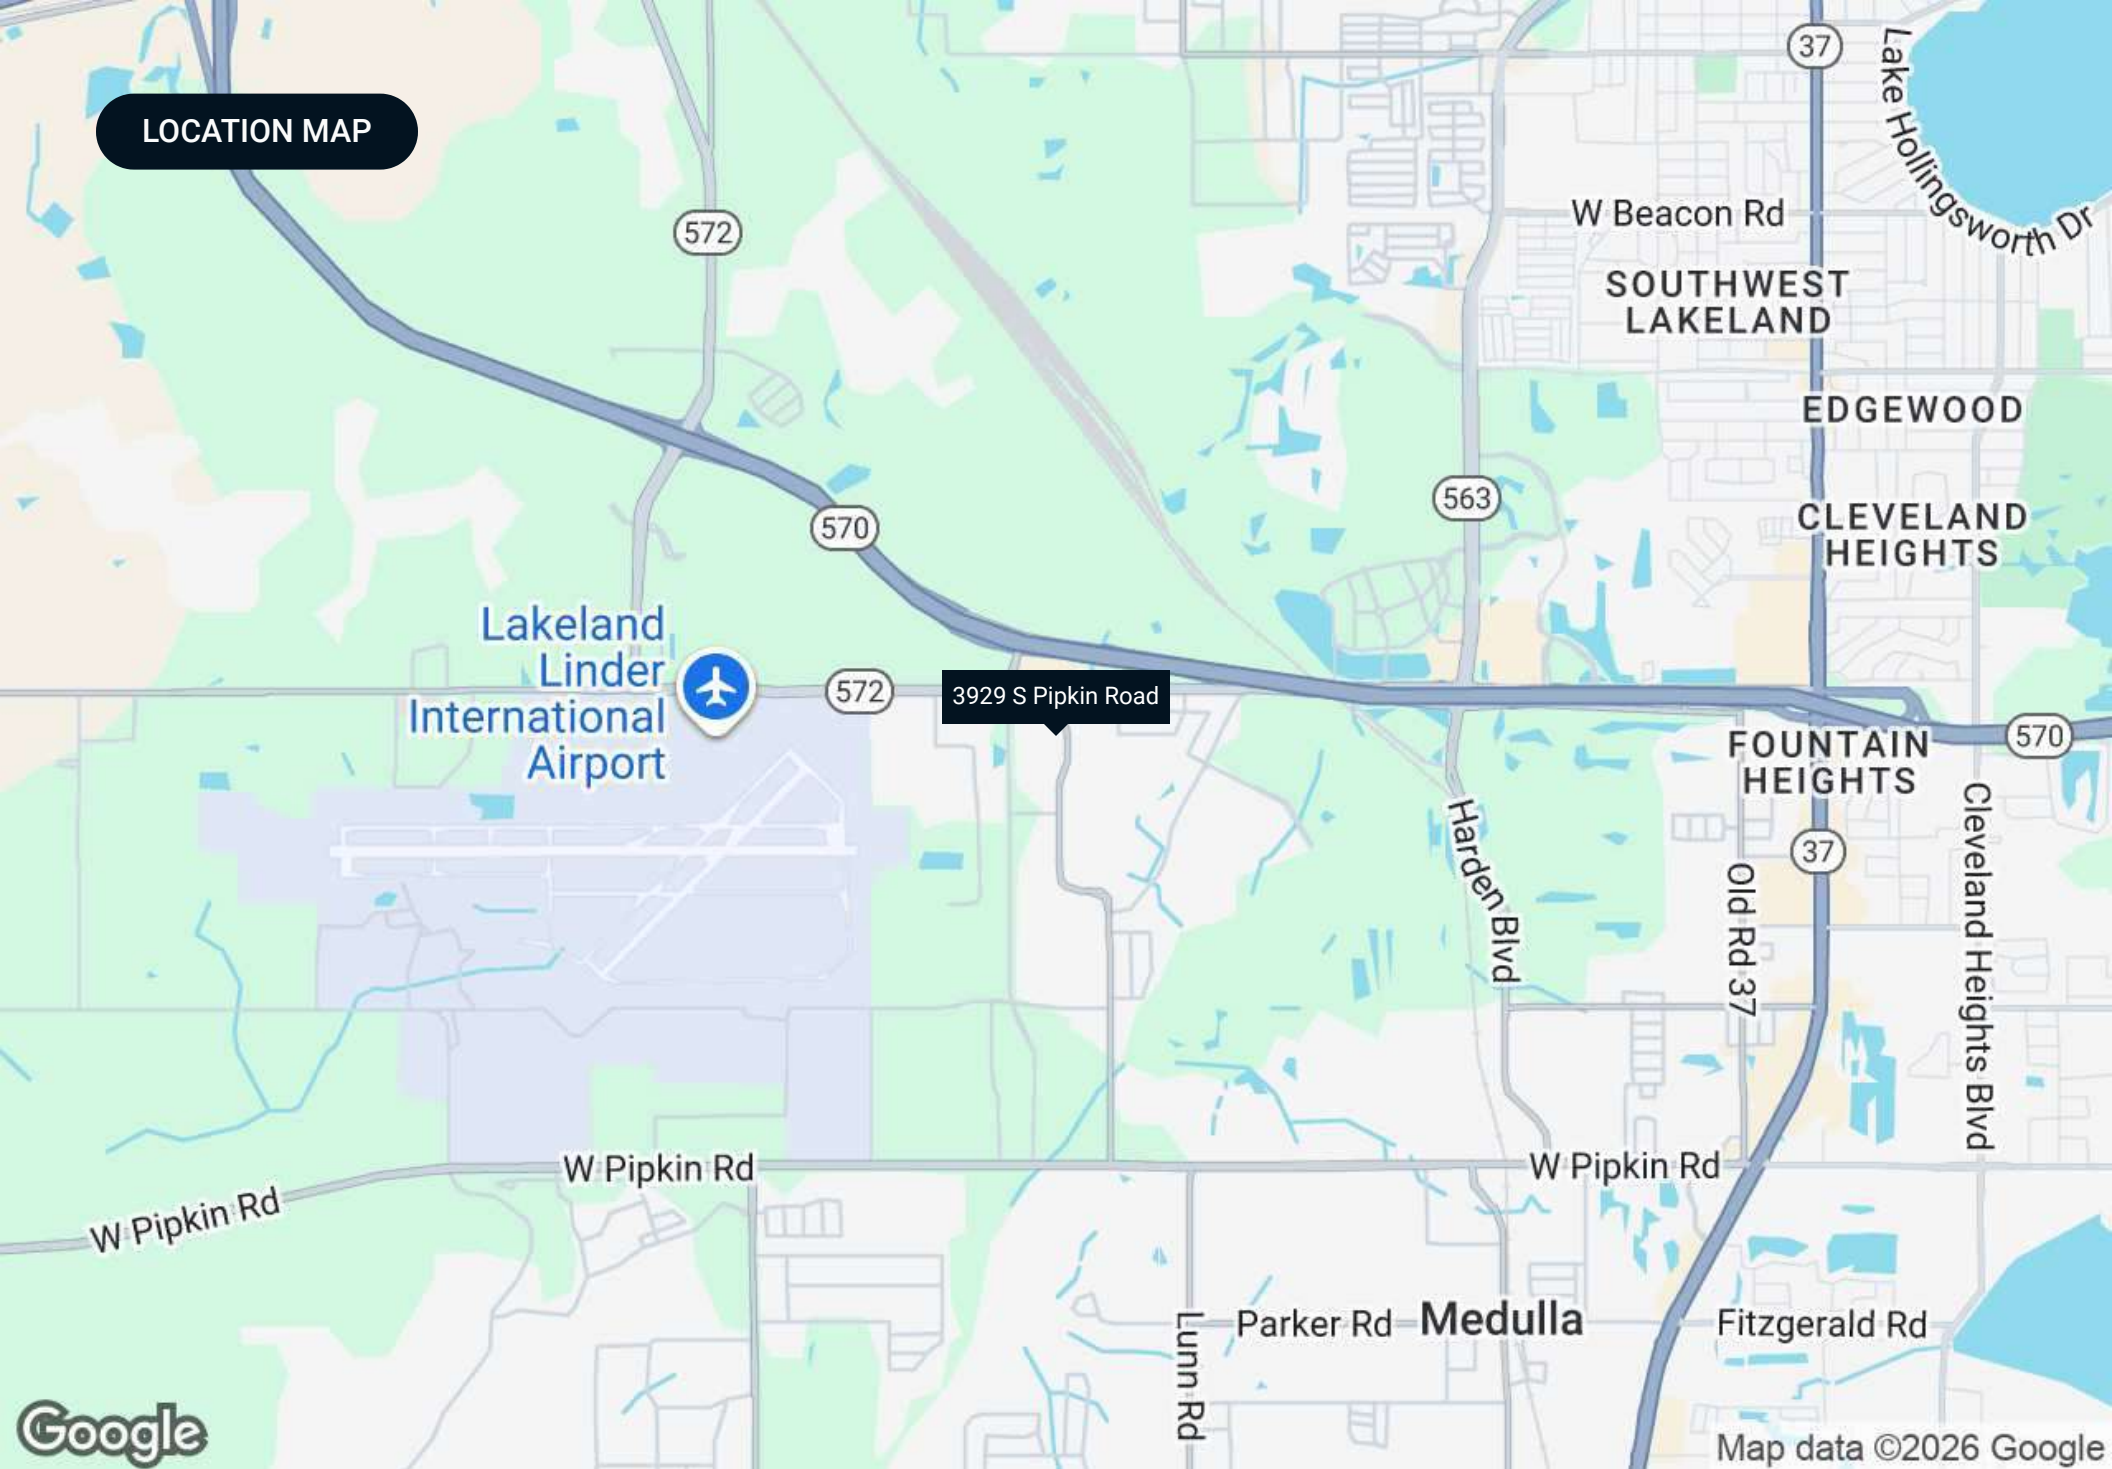 37
Lake Hollingsworth Dr
LOCATION MAP
572
W Beacon Rd
SOUTHWEST
LAKELAND
EDGEWOOD
563
570
CLEVELAND
HEIGHTS
Lakeland
Linder
International
Airport
572
3929 S Pipkin Road
570
FOUNTAIN
HEIGHTS
Harden Blvd
37
Old Rd 37
Cleveland Heights Blvd
W Pipkin Rd
W Pipkin Rd
W Pipkin Rd
Lunn Rd
Parker Rd
Medulla
Fitzgerald Rd
Google
Map data ©2026 Google